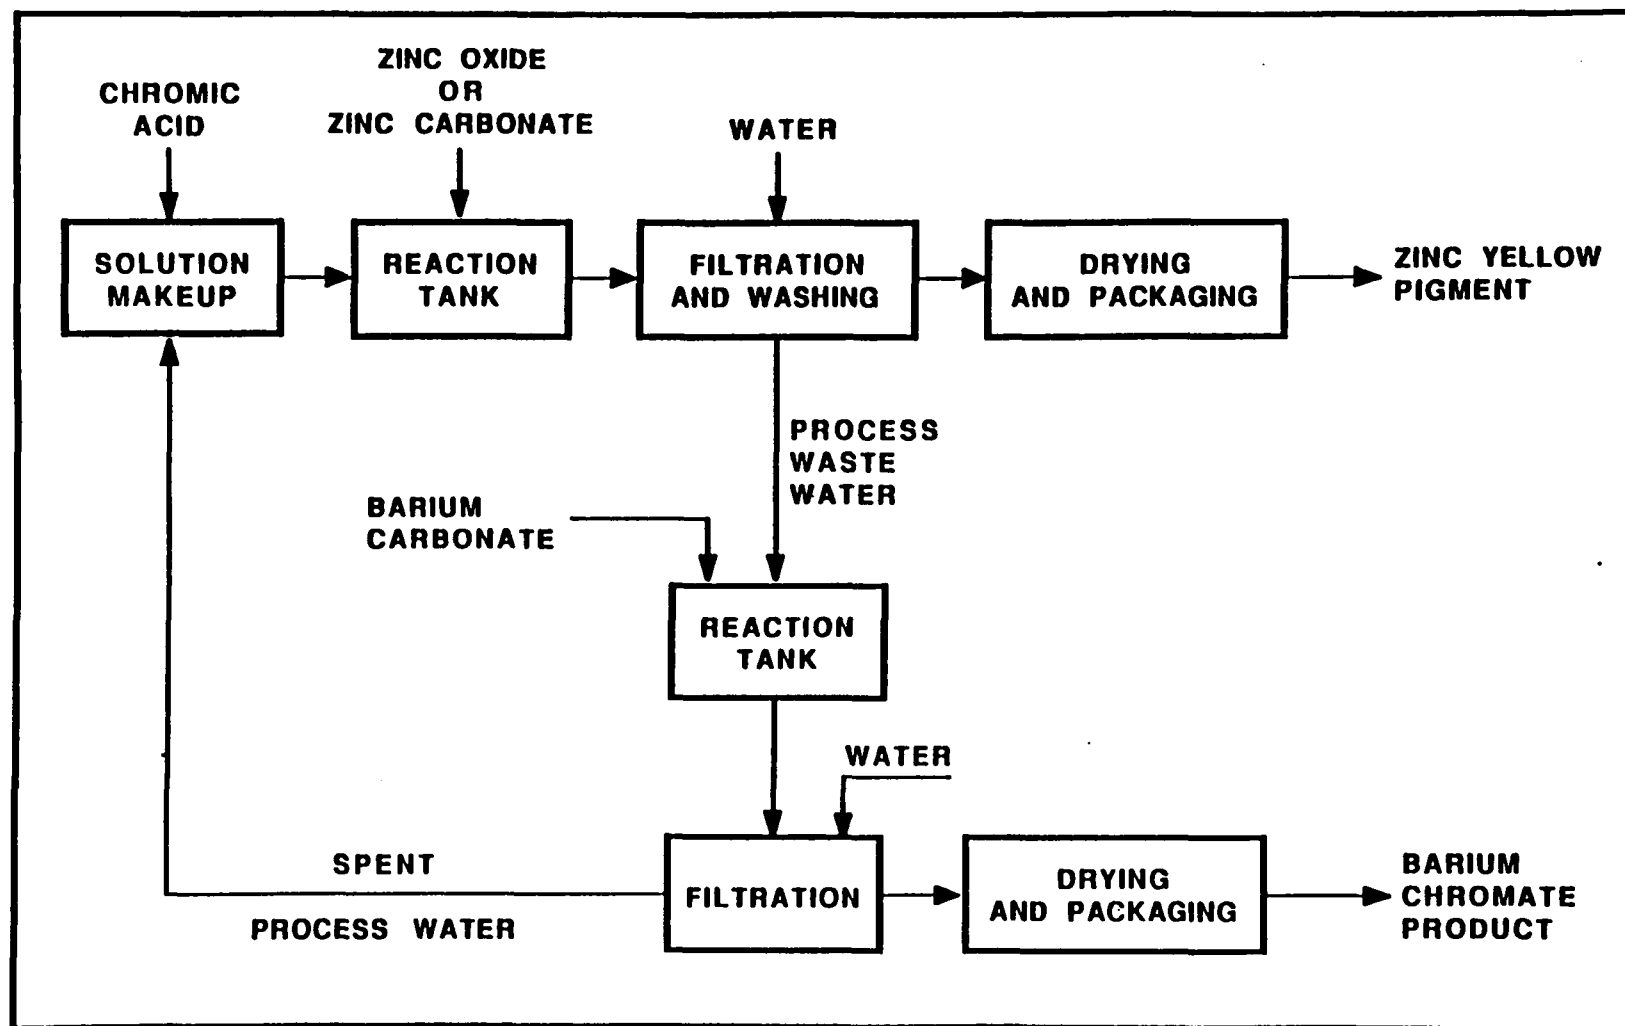 CHROMIC
ACID
ZINC OXIDE
OR
ZINC CARBONATE
WATER
SOLUTION
MAKEUP
REACTION
TANK
FILTRATION
AND WASHING
DRYING
AND PACKAGING
ZINC YELLOW
PIGMENT
PROCESS
WASTE
WATER
BARIUM
CARBONATE
REACTION
TANK
WATER
SPENT
PROCESS WATER
FILTRATION
DRYING
AND PACKAGING
BARIUM
CHROMATE
PRODUCT